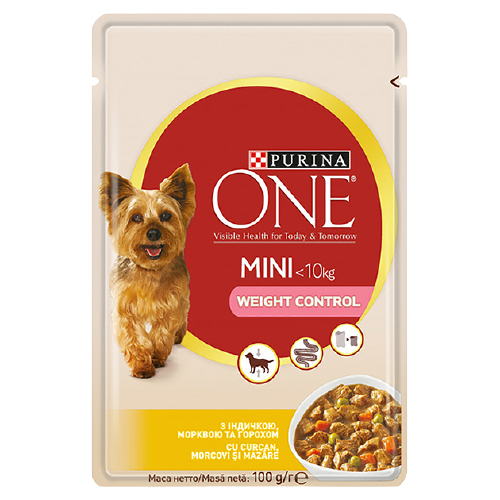 PURINA
ONE®
Visible Health for Today & Tomorrow
MINI <10kg
WEIGHT CONTROL
З ІНДИЧКОЮ,
МОРКВОЮ ТА ГОРОХОМ
CU CURCAN,
MORCOVI ȘI MAZĂRE
Маса нетто/Masă netă: 100 g/г ℮